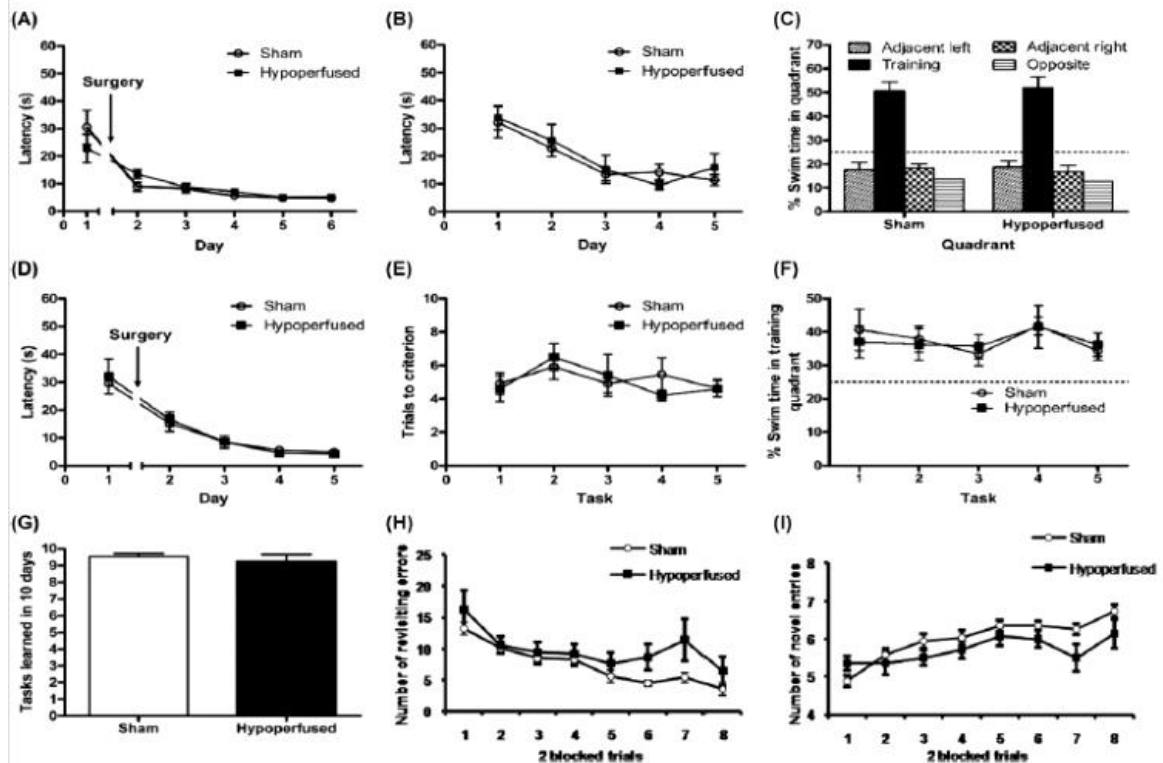 (A)
Sham
Hypoperfused
Surgery
Latency (s)
60
50
40
30
20
10
0
0 1 2 3 4 5 6
Day
(B)
Sham
Hypoperfused
Latency (s)
60
50
40
30
20
10
0
0 1 2 3 4 5
Day
(C)
Adjacent left
Adjacent right
Training
Opposite
% Swim time in quadrant
70
60
50
40
30
20
10
0
Sham Hypoperfused
Quadrant
(D)
Sham
Hypoperfused
Surgery
Latency (s)
60
50
40
30
20
10
0
0 1 2 3 4 5
Day
(E)
Sham
Hypoperfused
Trials to criterion
10
8
6
4
2
0
0 1 2 3 4 5
Task
(F)
% Swim time in training
quadrant
50
40
30
20
10
0
Sham
Hypoperfused
1 2 3 4 5
Task
(G)
Tasks learned in 10 days
10
9
8
7
6
5
4
3
2
1
0
Sham Hypoperfused
(H)
Sham
Hypoperfused
Number of revisiting errors
25
20
15
10
5
0
1 2 3 4 5 6 7 8
2 blocked trials
(I)
Sham
Hypoperfused
Number of novel entries
8
7
6
5
4
1 2 3 4 5 6 7 8
2 blocked trials